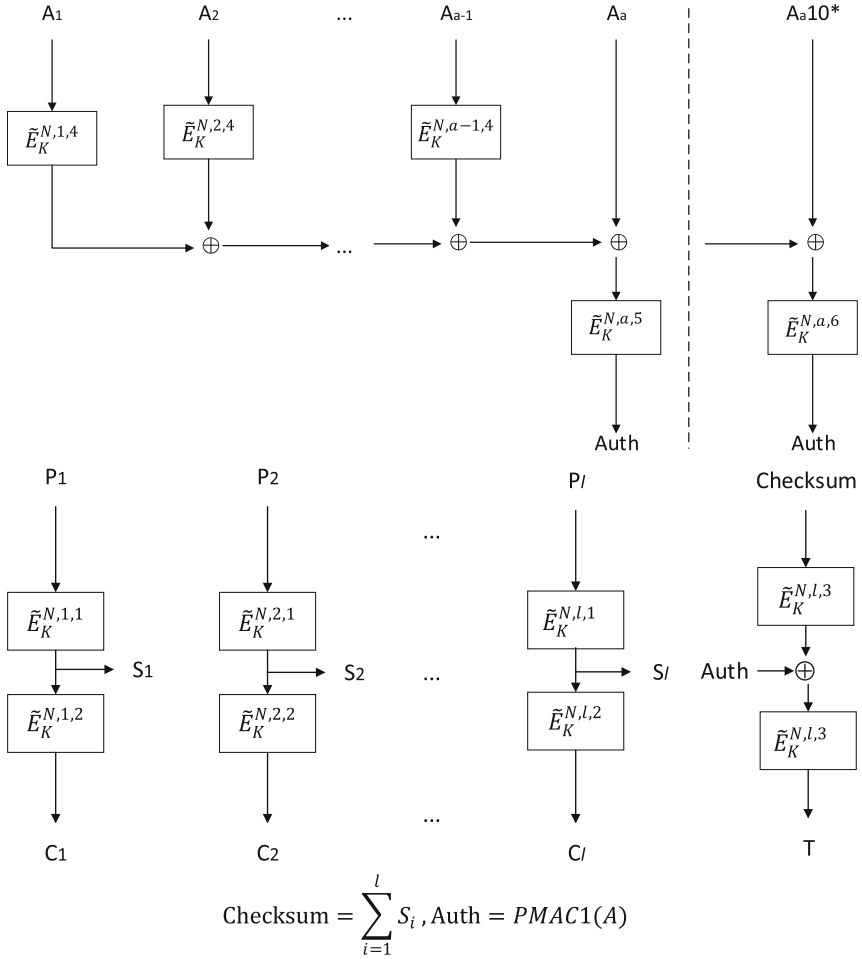 A1 A2 ... Aa-1 Aa Aa10*
Ẽ_K^{N,1,4} Ẽ_K^{N,2,4} Ẽ_K^{N,a−1,4}
⊕ ... ⊕ ⊕ ⊕
Ẽ_K^{N,a,5} Ẽ_K^{N,a,6}
Auth Auth
P1 P2 ... Pl Checksum
Ẽ_K^{N,1,1} Ẽ_K^{N,2,1} Ẽ_K^{N,l,1} Ẽ_K^{N,l,3}
S1 S2 ... Sl Auth ⊕
Ẽ_K^{N,1,2} Ẽ_K^{N,2,2} Ẽ_K^{N,l,2} Ẽ_K^{N,l,3}
...
C1 C2 Cl T
Checksum = ∑_{i=1}^{l} S_i , Auth = PMAC1(A)